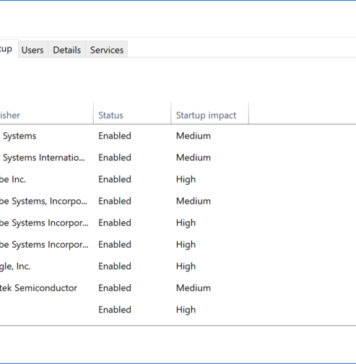 tup Users Details Services
isher Status Startup impact
Systems Enabled Medium
Systems Internatio... Enabled Medium
be Inc. Enabled High
be Systems, Incorpo... Enabled Medium
be Systems Incorpor... Enabled High
be Systems Incorpor... Enabled High
gle, Inc. Enabled High
tek Semiconductor Enabled Medium
Enabled High